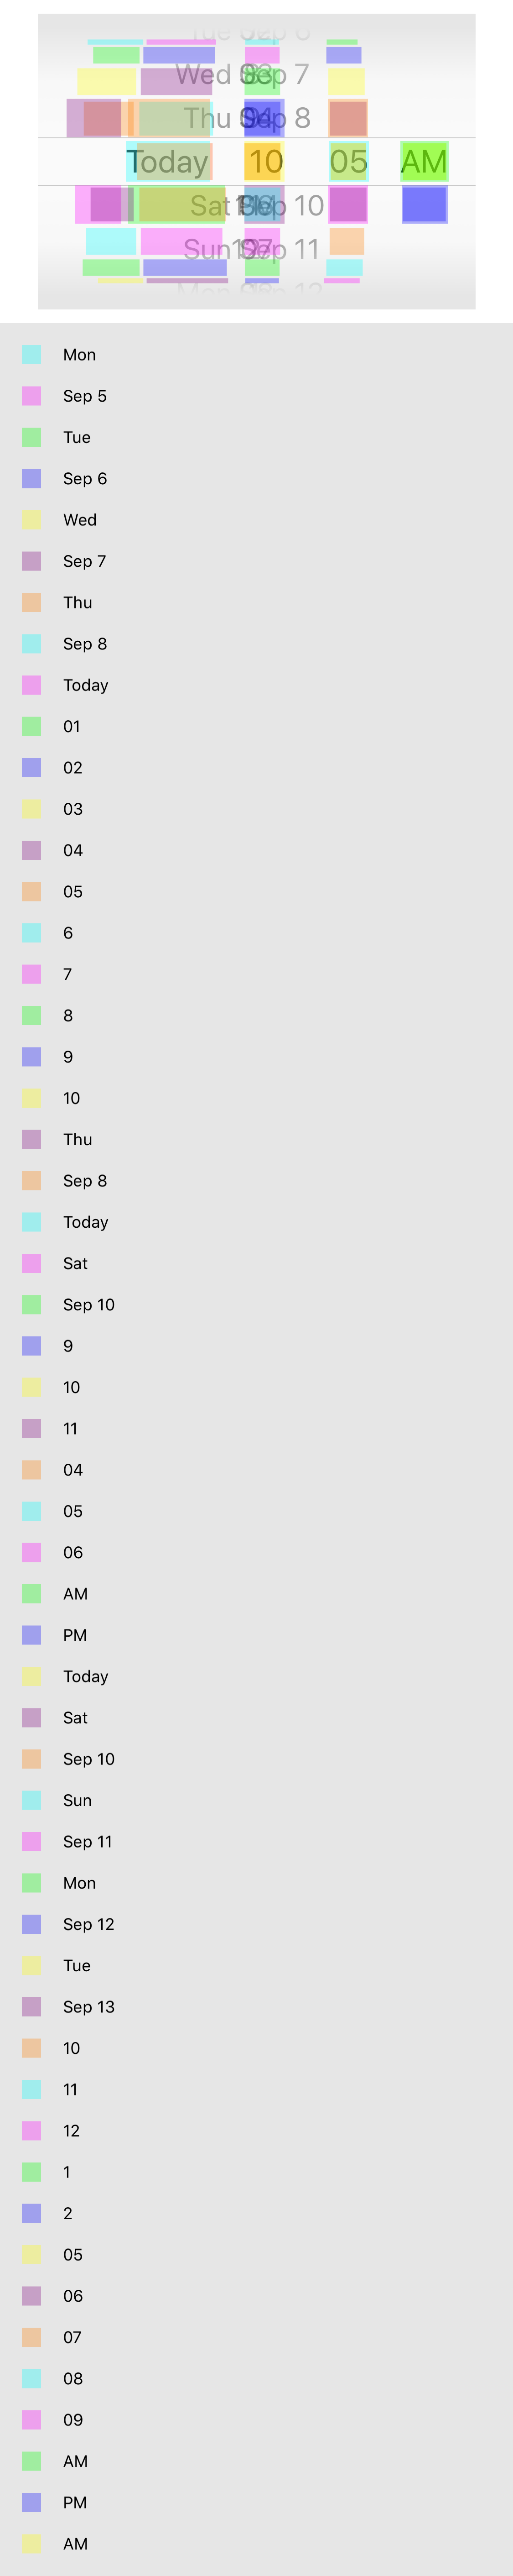 Wed Sep 7
Thu Sep 8
Today 10 05 AM
Sat Sep 10
Sun Sep 11
Mon
Sep 5
Tue
Sep 6
Wed
Sep 7
Thu
Sep 8
Today
01
02
03
04
05
6
7
8
9
10
Thu
Sep 8
Today
Sat
Sep 10
9
10
11
04
05
06
AM
PM
Today
Sat
Sep 10
Sun
Sep 11
Mon
Sep 12
Tue
Sep 13
10
11
12
1
2
05
06
07
08
09
AM
PM
AM